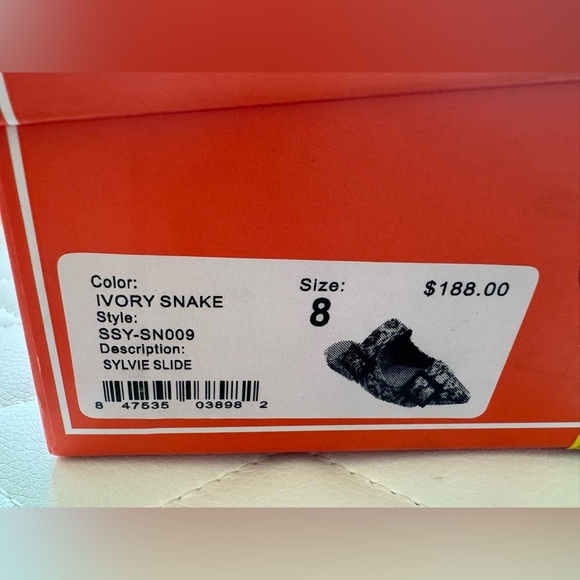 Color:
IVORY SNAKE
Style:
SSY-SN009
Description:
SYLVIE SLIDE
8 47535 03898 2
Size:
8
$188.00